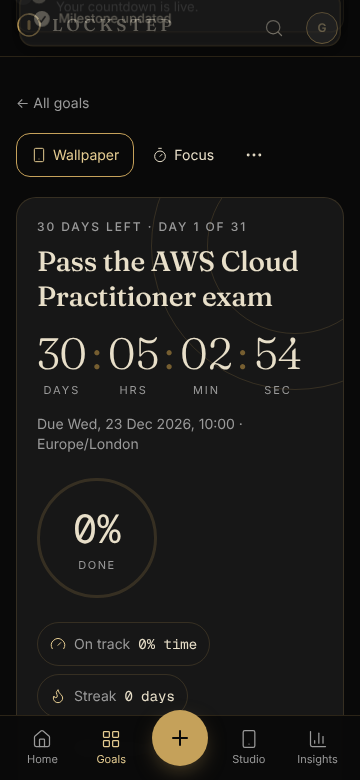 Your countdown is live.
Milestone updated
LOCKSTEP
G
← All goals
Wallpaper
Focus
30 DAYS LEFT · DAY 1 OF 31
Pass the AWS Cloud
Practitioner exam
30 : 05 : 02 : 54
DAYS HRS MIN SEC
Due Wed, 23 Dec 2026, 10:00 ·
Europe/London
0%
DONE
On track 0% time
Streak 0 days
Home
Goals
+
Studio
Insights